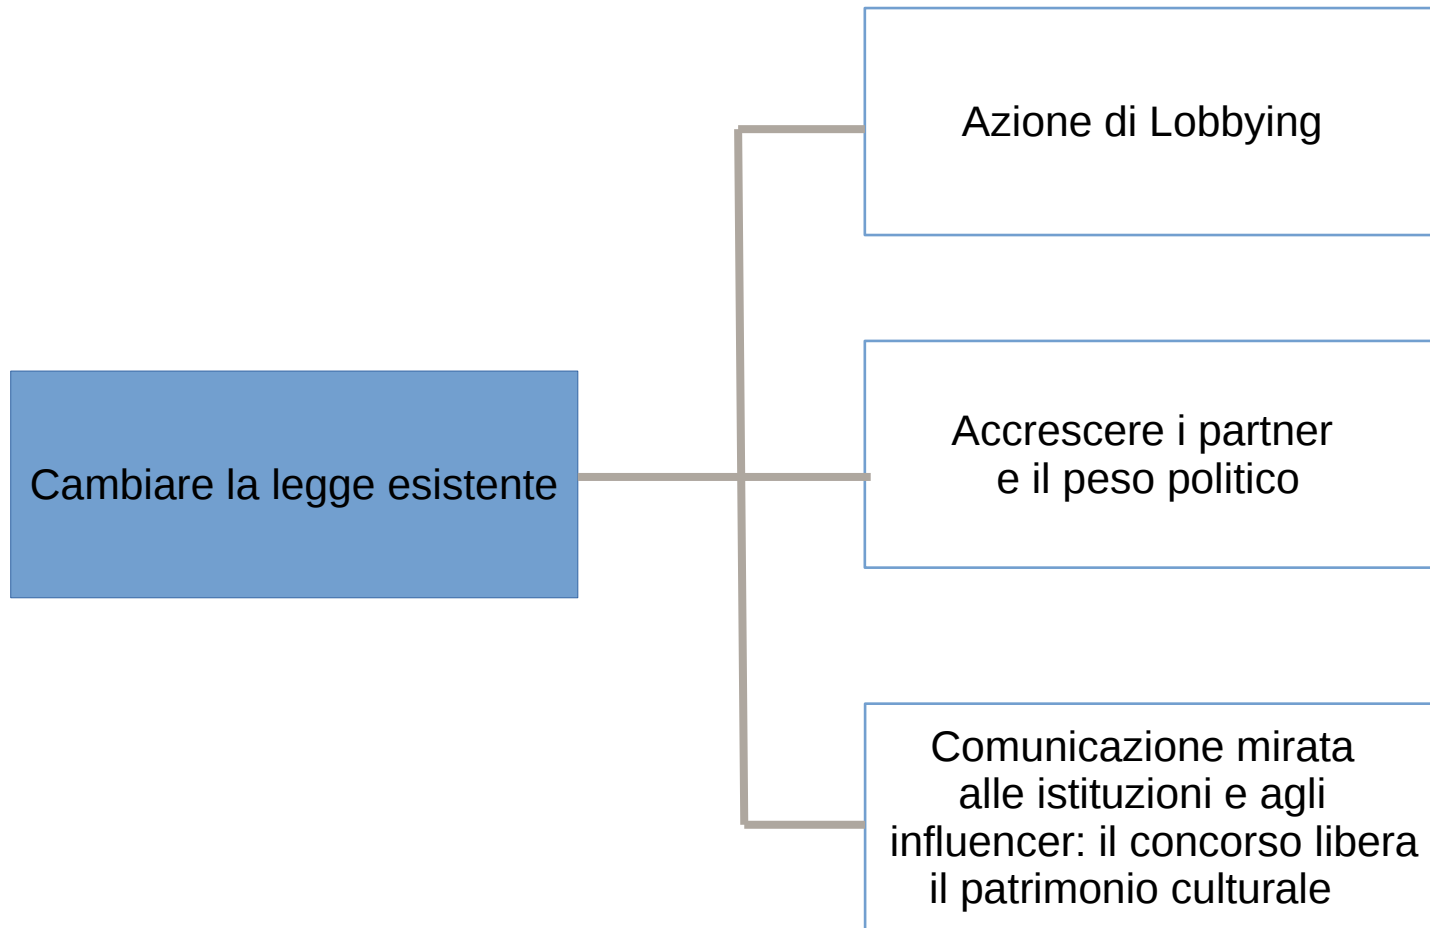 Azione di Lobbying
Cambiare la legge esistente
Accrescere i partner
e il peso politico
Comunicazione mirata
alle istituzioni e agli
influencer: il concorso libera
il patrimonio culturale